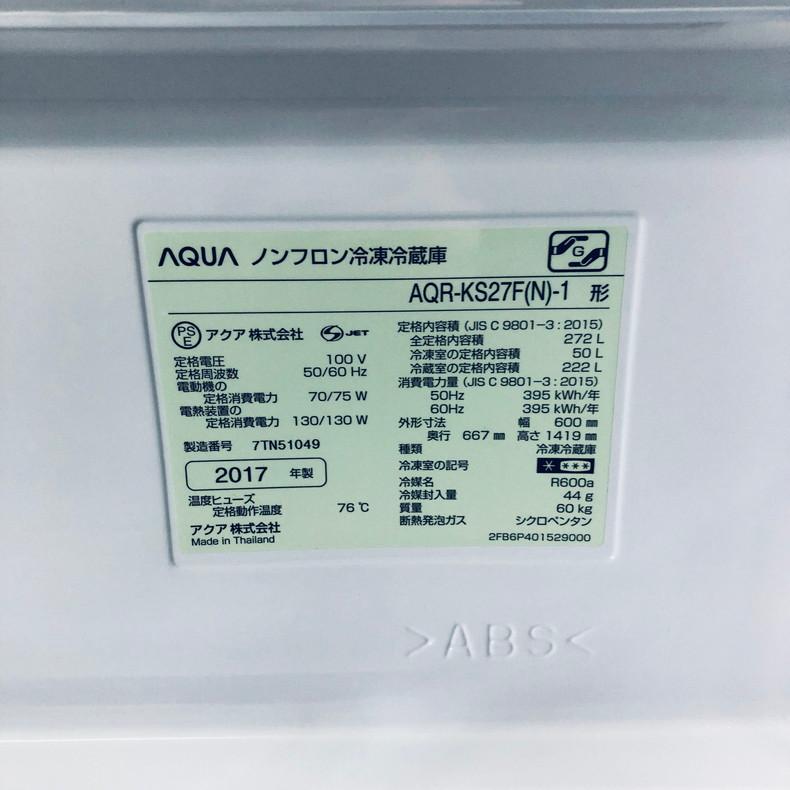 AQUA ノンフロン冷凍冷蔵庫
G
AQR-KS27F(N)-1 形
PSE アクア株式会社 S JET
定格電圧 100 V
定格周波数 50/60 Hz
電動機の
定格消費電力 70/75 W
電熱装置の
定格消費電力 130/130 W
製造番号 7TN51049
2017 年製
温度ヒューズ
定格動作温度 76 ℃
アクア株式会社
Made in Thailand
定格内容積 (JIS C 9801-3 : 2015)
全定格内容積 272 L
冷凍室の定格内容積 50 L
冷蔵室の定格内容積 222 L
消費電力量 (JIS C 9801-3 : 2015)
50Hz 395 kWh/年
60Hz 395 kWh/年
外形寸法 幅 600 ㎜
奥行 667 ㎜ 高さ 1419 ㎜
種類 冷凍冷蔵庫
冷凍室の記号 * ***
冷媒名 R600a
冷媒封入量 44 g
質量 60 kg
断熱発泡ガス シクロペンタン
2FB6P401529000
>ABS<